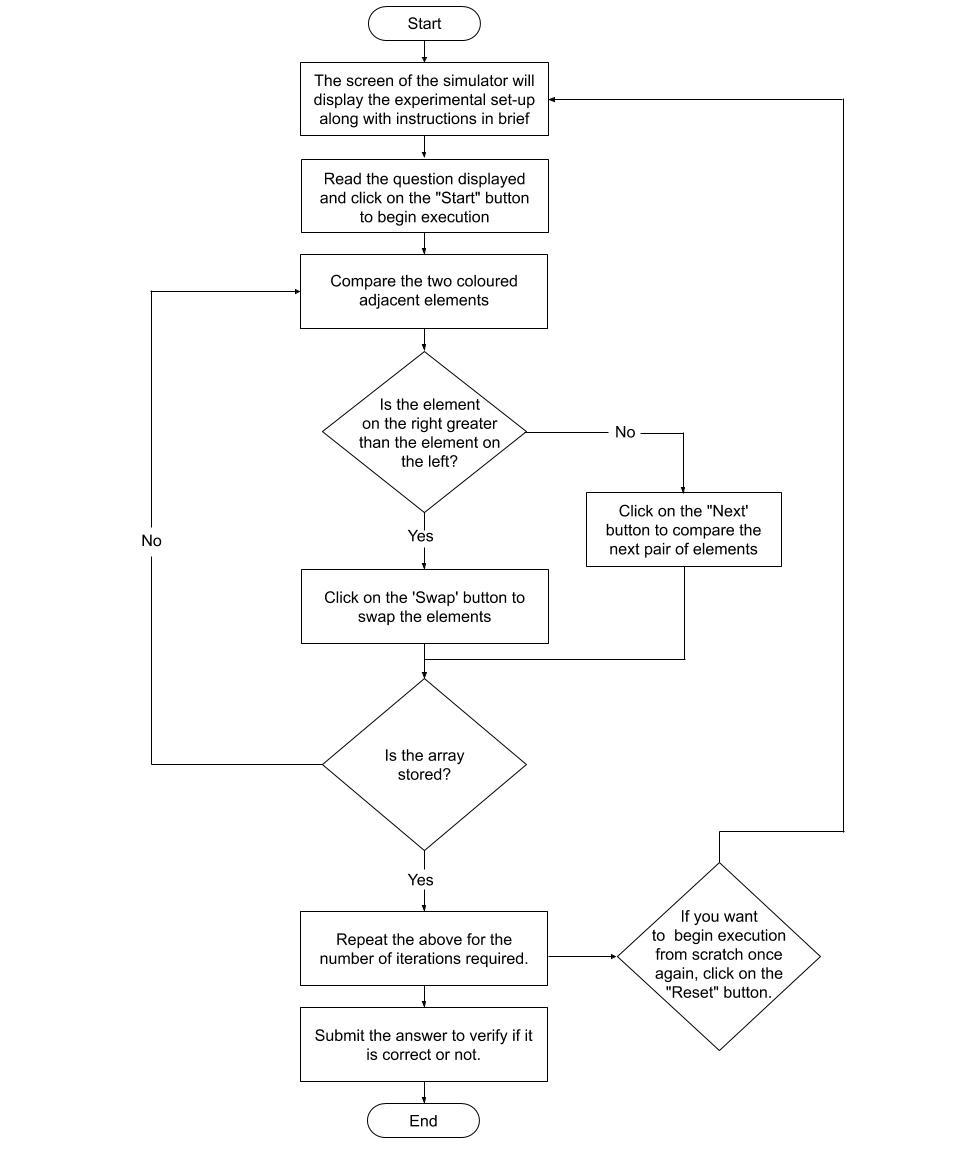 Start
The screen of the simulator will
display the experimental set-up
along with instructions in brief
Read the question displayed
and click on the "Start" button
to begin execution
Compare the two coloured
adjacent elements
Is the element
on the right greater
than the element on
the left?
No
Click on the "Next'
button to compare the
next pair of elements
No
Yes
Click on the 'Swap' button to
swap the elements
Is the array
stored?
Yes
Repeat the above for the
number of iterations required.
If you want
to  begin execution
from scratch once
again, click on the
"Reset" button.
Submit the answer to verify if it
is correct or not.
End